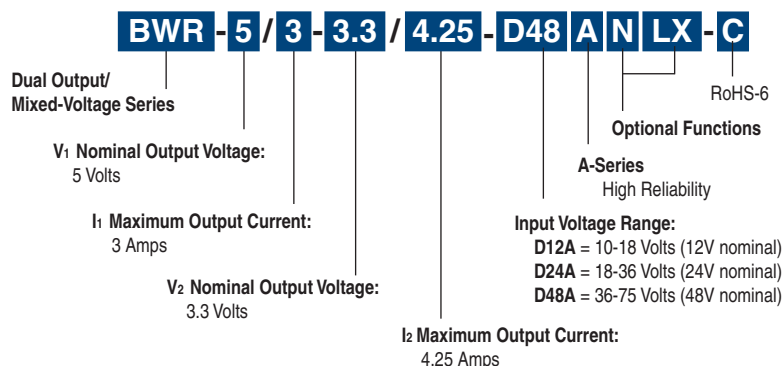 BWR - 5 / 3 - 3.3 / 4.25 - D48 A N LX - C
Dual Output/
Mixed-Voltage Series
RoHS-6
Optional Functions
V1 Nominal Output Voltage:
5 Volts
A-Series
High Reliability
I1 Maximum Output Current:
3 Amps
Input Voltage Range:
D12A = 10-18 Volts (12V nominal)
D24A = 18-36 Volts (24V nominal)
D48A = 36-75 Volts (48V nominal)
V2 Nominal Output Voltage:
3.3 Volts
I2 Maximum Output Current:
4.25 Amps